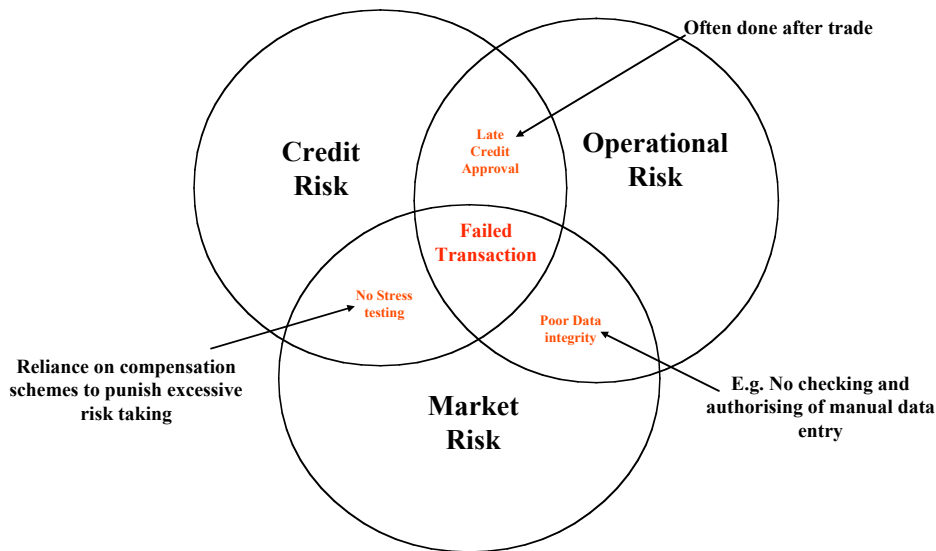 Often done after trade
Credit
Risk
Late
Credit
Approval
Operational
Risk
Failed
Transaction
No Stress
testing
Poor Data
integrity
Reliance on compensation
schemes to punish excessive
risk taking
Market
Risk
E.g. No checking and
authorising of manual data
entry